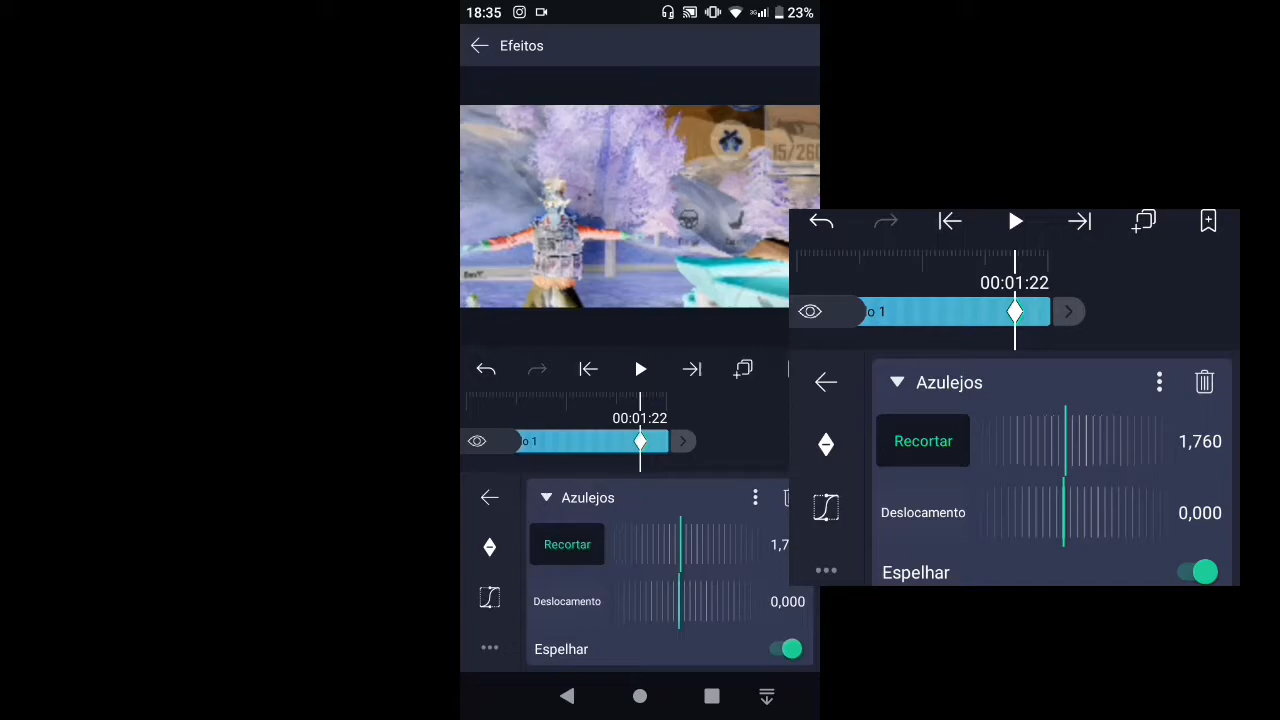 18:35
3G
23%
Efeitos
15/260
00:01:22
o 1
Azulejos
Recortar
1,7
Deslocamento
0,000
Espelhar
00:01:22
o 1
Azulejos
Recortar
1,760
Deslocamento
0,000
Espelhar